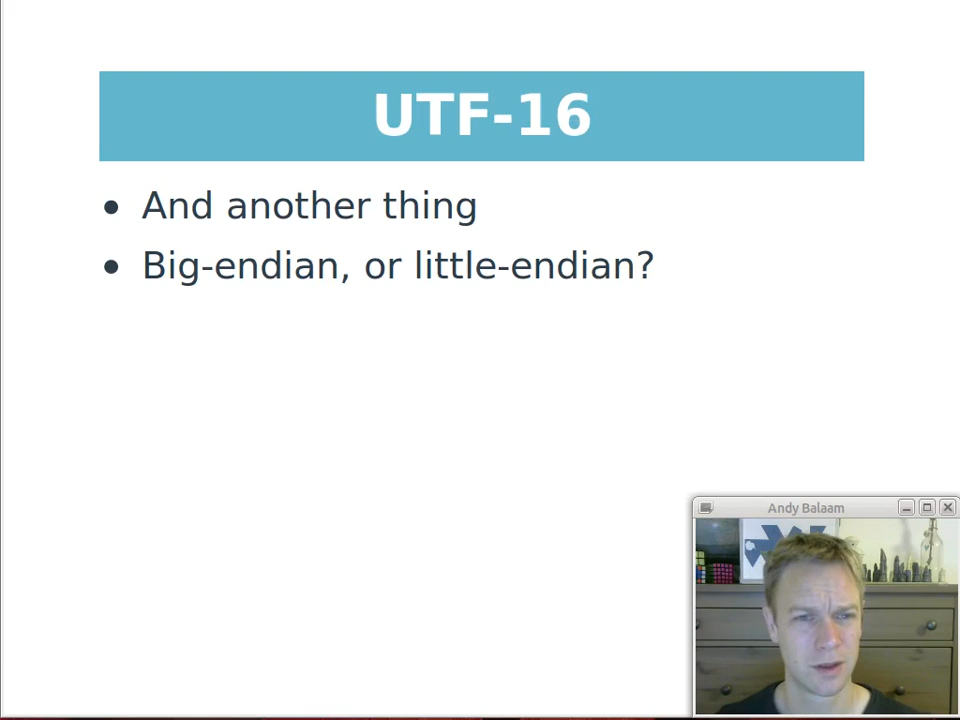 UTF-16
• And another thing
• Big-endian, or little-endian?
Andy Balaam